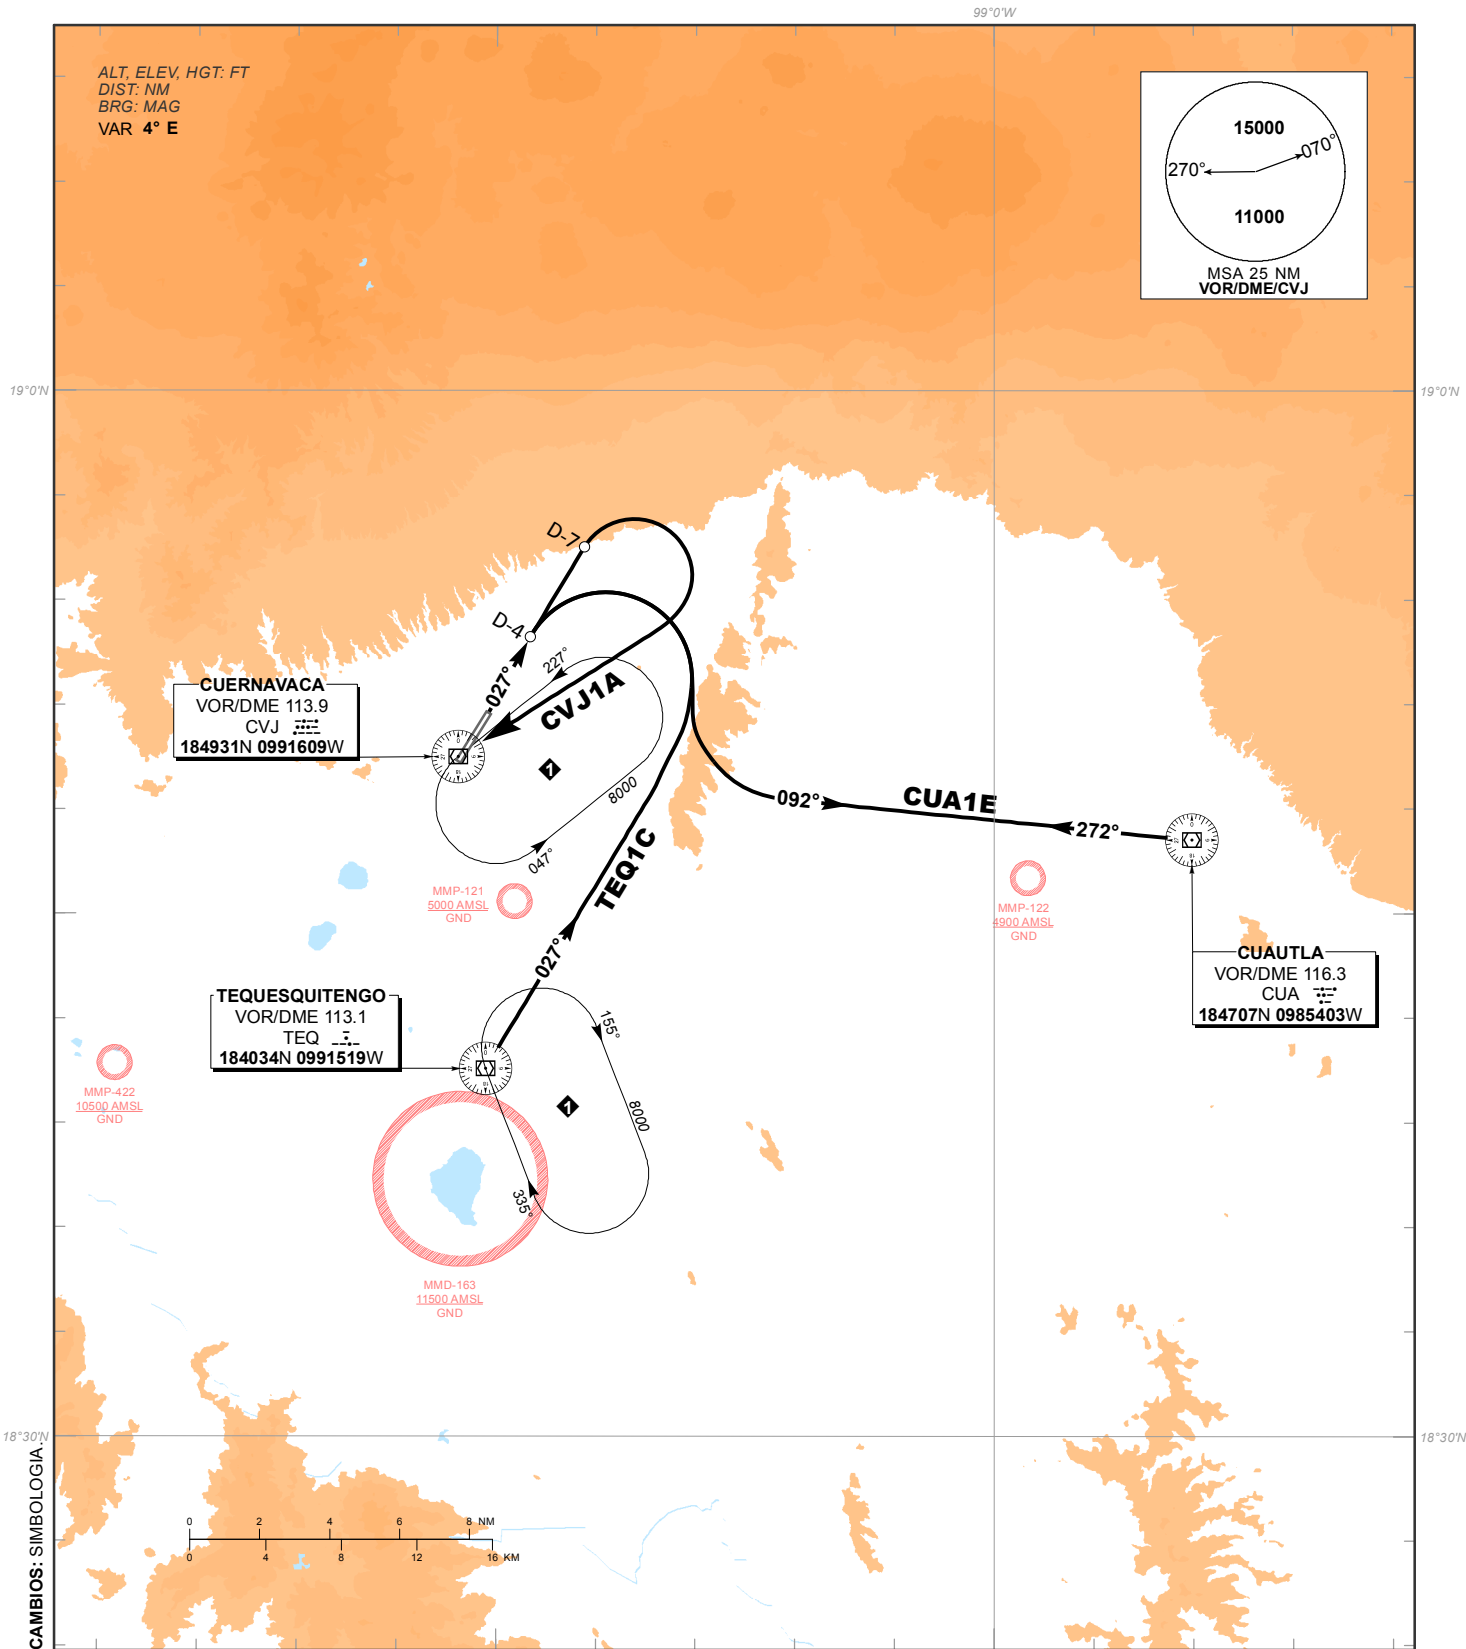 99°0'W
ALT, ELEV, HGT: FT
DIST: NM
BRG: MAG
VAR 4° E
15000
070°
270°
11000
MSA 25 NM
VOR/DME/CVJ
19°0'N
19°0'N
D-7
D-4
227°
027°
CVJ1A
CUERNAVACA
VOR/DME 113.9
CVJ
184931N 0991609W
1
8000
047°
092°
CUA1E
272°
TEQ1C
MMP-121
5000 AMSL
GND
MMP-122
4900 AMSL
GND
027°
CUAUTLA
VOR/DME 116.3
CUA
184707N 0985403W
TEQUESQUITENGO
VOR/DME 113.1
TEQ
184034N 0991519W
155°
1
8000
335°
MMP-422
10500 AMSL
GND
MMD-163
11500 AMSL
GND
18°30'N
18°30'N
0 2 4 6 8 NM
0 4 8 12 16 KM
CAMBIOS: SIMBOLOGIA.